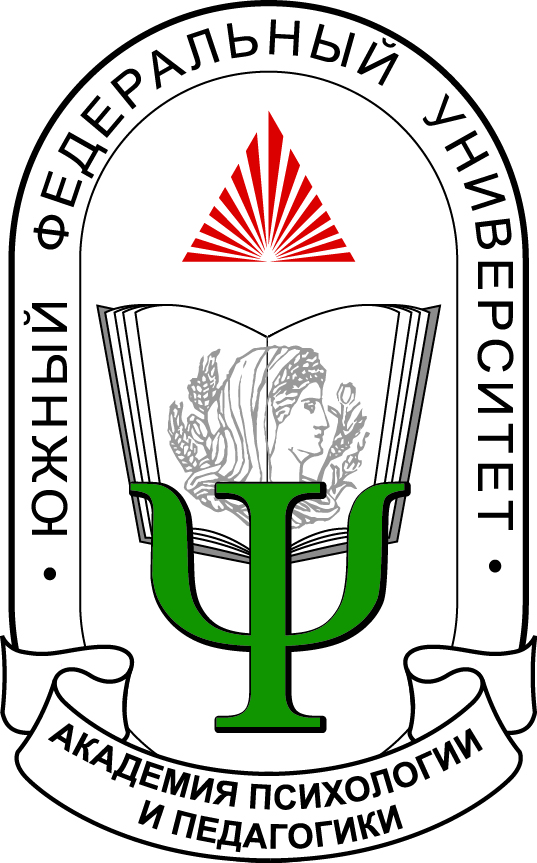 • ЮЖНЫЙ ФЕДЕРАЛЬНЫЙ УНИВЕРСИТЕТ •
Ψ
АКАДЕМИЯ ПСИХОЛОГИИ
И ПЕДАГОГИКИ